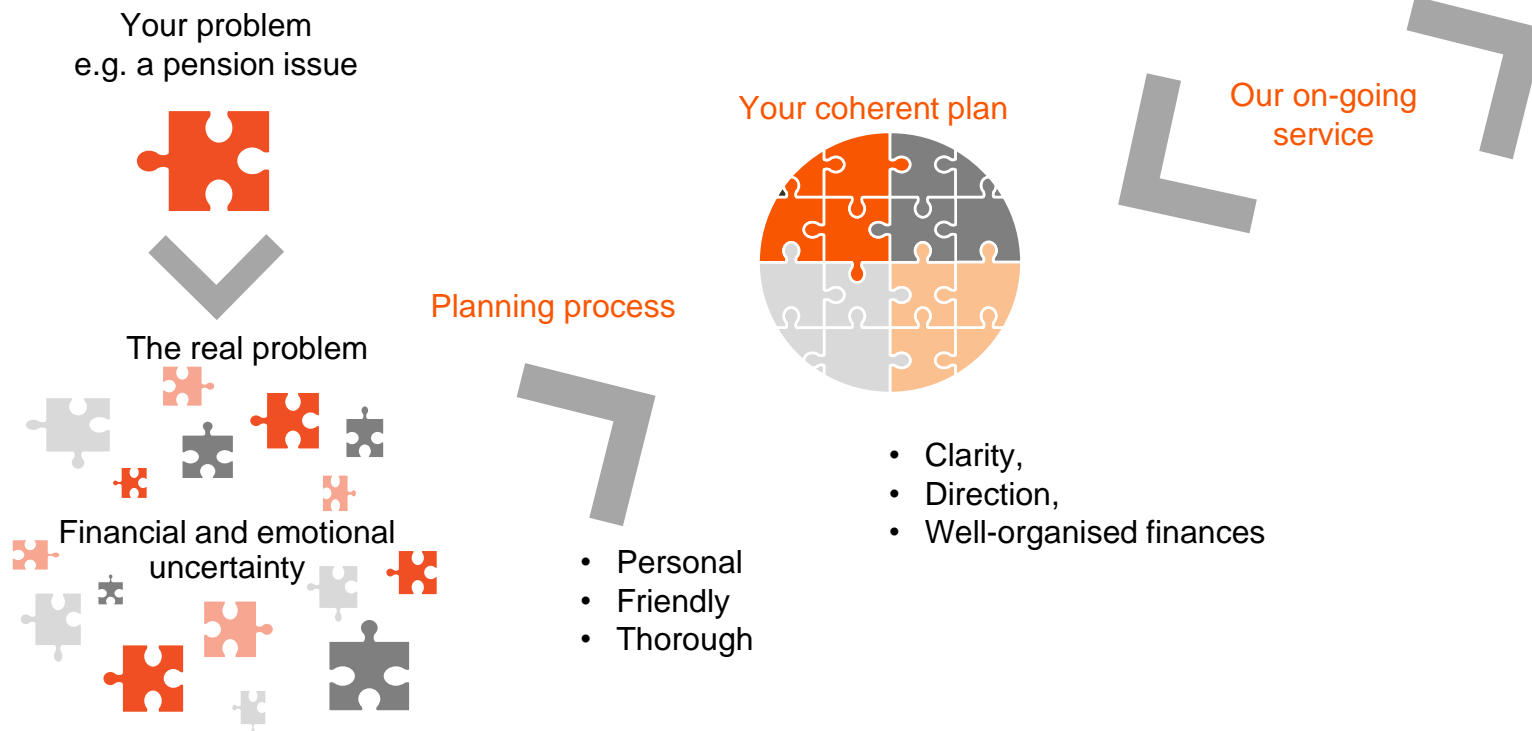 Your problem
e.g. a pension issue
The real problem
Financial and emotional
uncertainty
Planning process
• Personal
• Friendly
• Thorough
Your coherent plan
• Clarity,
• Direction,
• Well-organised finances
Our on-going
service